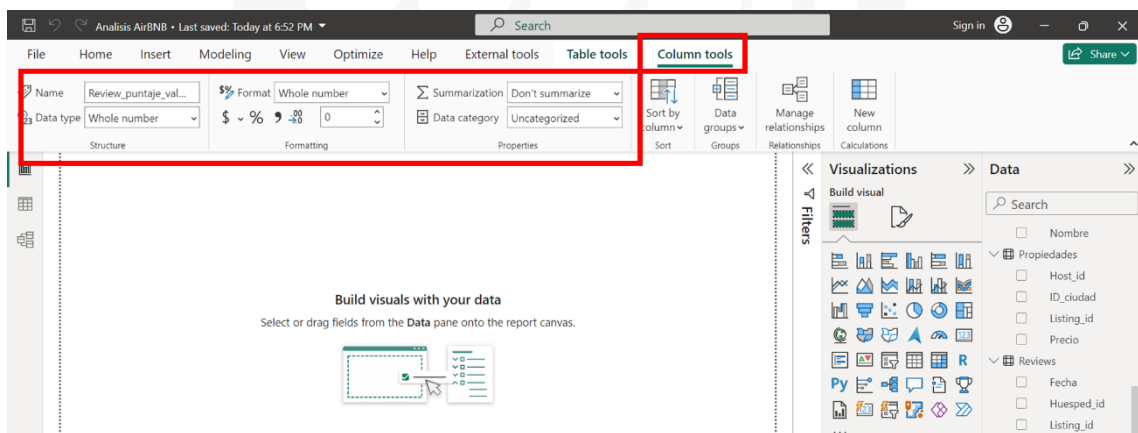 Analisis AirBNB • Last saved: Today at 6:52 PM
Search
Sign in
File Home Insert Modeling View Optimize Help External tools Table tools Column tools
Share
Name Review_puntaje_val...
Data type Whole number
Structure
$% Format Whole number
$ % 9 .00 0
Formatting
Summarization Don't summarize
Data category Uncategorized
Properties
Sort by
column
Sort
Data
groups
Groups
Manage
relationships
Relationships
New
column
Calculations
Filters
Visualizations
Build visual
123
R
Py
Data
Search
Nombre
Propiedades
Host_id
ID_ciudad
Listing_id
Precio
Reviews
Fecha
Huesped_id
Listing_id
Build visuals with your data
Select or drag fields from the Data pane onto the report canvas.